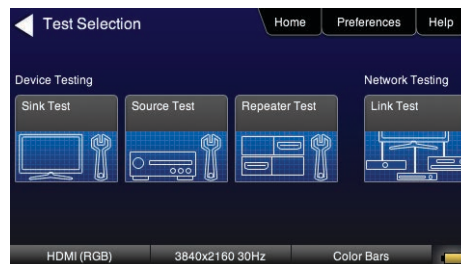 Test Selection
Home
Preferences
Help
Device Testing
Network Testing
Sink Test
Source Test
Repeater Test
Link Test
HDMI (RGB)
3840x2160 30Hz
Color Bars